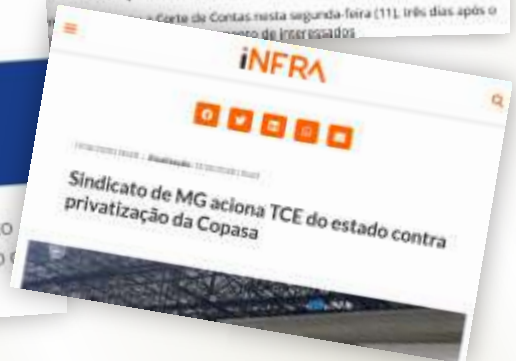 Corte de Contas nesta segunda-feira (11), três dias após o
de interessados
iNFRA
Sindicato de MG aciona TCE do estado contra
privatização da Copasa